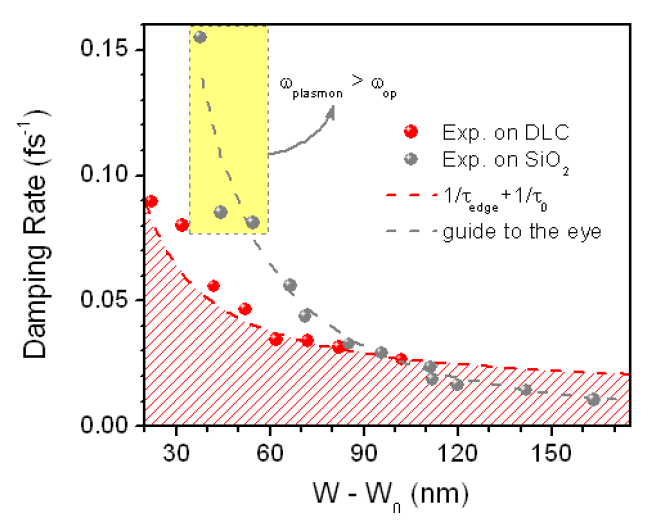 0.15
0.10
0.05
0.00
30
60
90
120
150
Damping Rate (fs⁻¹)
W - W₀ (nm)
ω_plasmon > ω_op
Exp. on DLC
Exp. on SiO₂
1/τ_edge+1/τ₀
guide to the eye